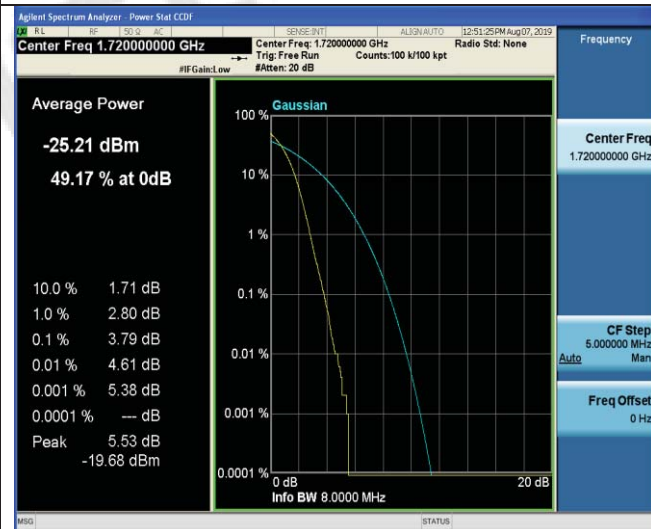 Agilent Spectrum Analyzer - Power Stat CCDF
LXI RL RF 50 Ω AC SENSE:INT ALIGN AUTO 12:51:25 PM Aug 07, 2019
Center Freq 1.720000000 GHz
Center Freq: 1.720000000 GHz Radio Std: None
Trig: Free Run Counts:100 k/100 kpt
#IFGain:Low #Atten: 20 dB
Frequency
Average Power
-25.21 dBm
49.17 % at 0dB
10.0 % 1.71 dB
1.0 % 2.80 dB
0.1 % 3.79 dB
0.01 % 4.61 dB
0.001 % 5.38 dB
0.0001 % --- dB
Peak 5.53 dB
-19.68 dBm
Gaussian
100 %
10 %
1 %
0.1 %
0.01 %
0.001 %
0.0001 %
0 dB 20 dB
Info BW 8.0000 MHz
Center Freq
1.720000000 GHz
CF Step
5.000000 MHz
Auto Man
Freq Offset
0 Hz
MSG STATUS